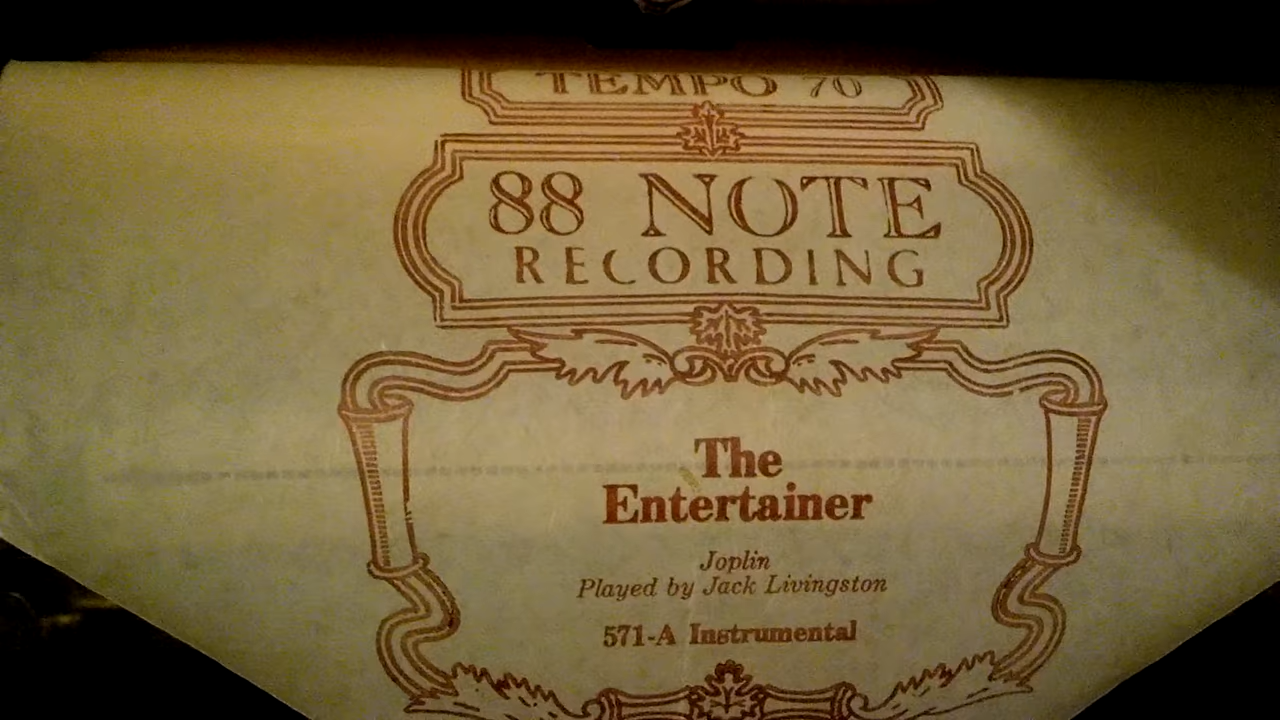 TEMPO 70
88 NOTE
RECORDING
The
Entertainer
Joplin
Played by Jack Livingston
571-A Instrumental